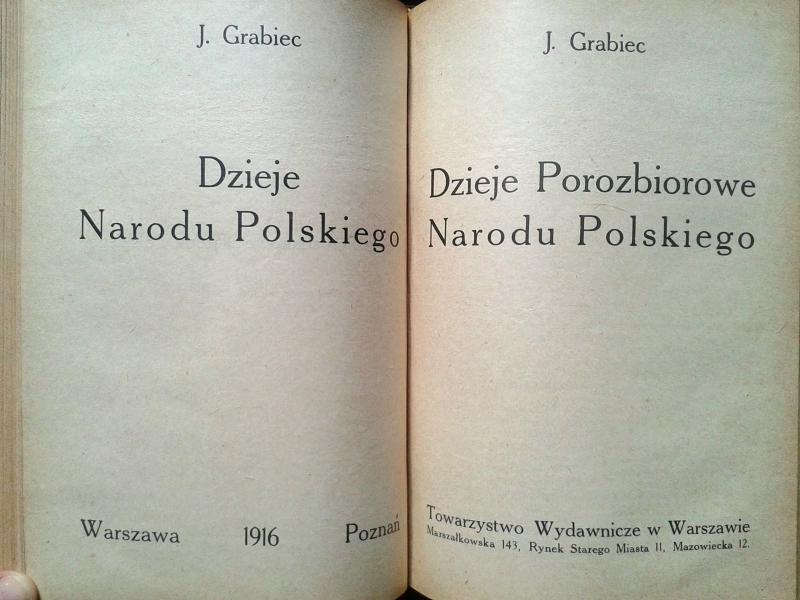 J. Grabiec
Dzieje
Narodu Polskiego
Warszawa 1916 Poznań
J. Grabiec
Dzieje Porozbiorowe
Narodu Polskiego
Towarzystwo Wydawnicze w Warszawie
Marszałkowska 143, Rynek Starego Miasta 11, Mazowiecka 12.